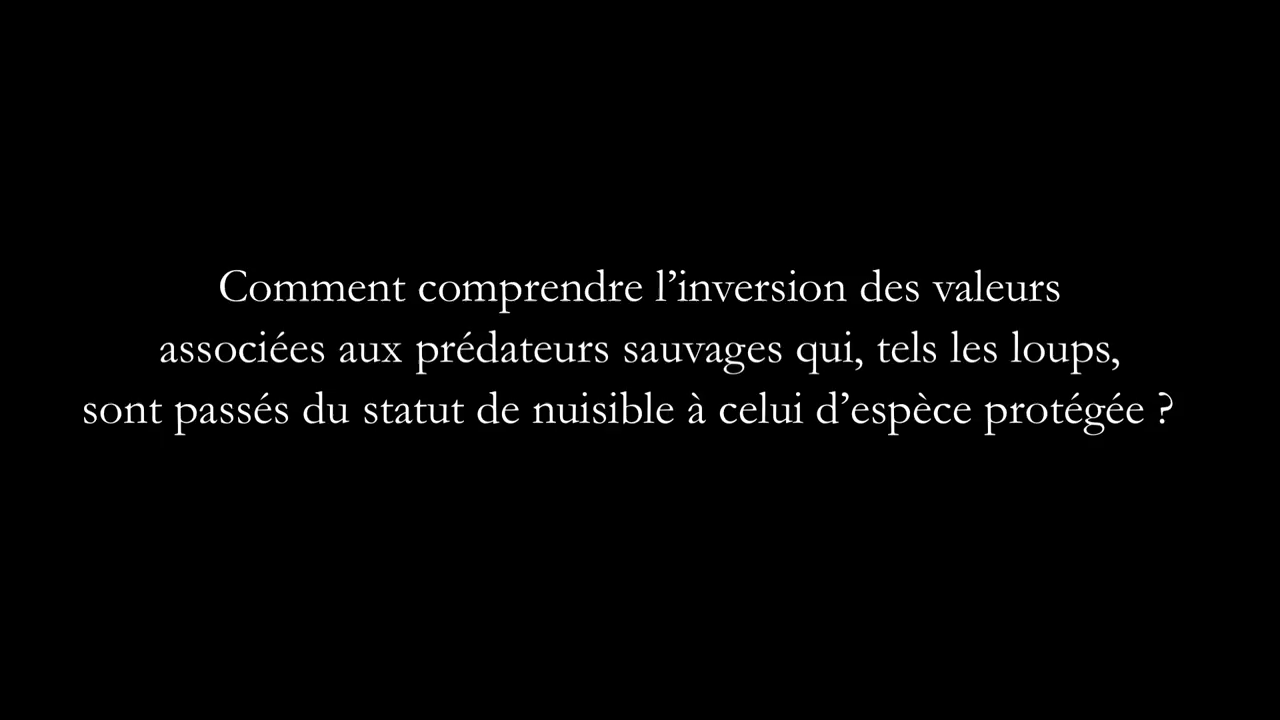 Comment comprendre l’inversion des valeurs
associées aux prédateurs sauvages qui, tels les loups,
sont passés du statut de nuisible à celui d’espèce protégée ?